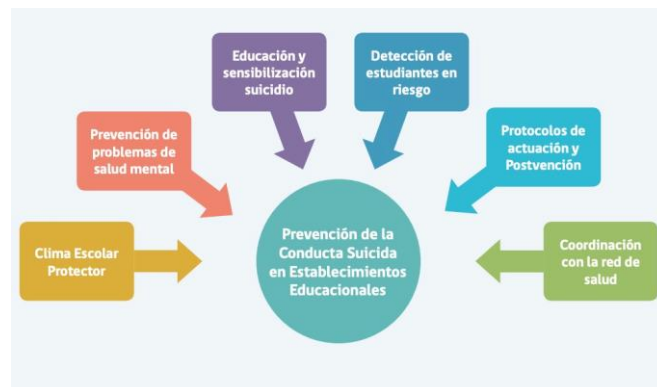 Educación y
sensibilización
suicidio
Detección de
estudiantes en
riesgo
Prevención de
problemas de
salud mental
Protocolos de
actuación y
Postvención
Clima Escolar
Protector
Prevención de la
Conducta Suicida
en Establecimientos
Educacionales
Coordinación
con la red de
salud